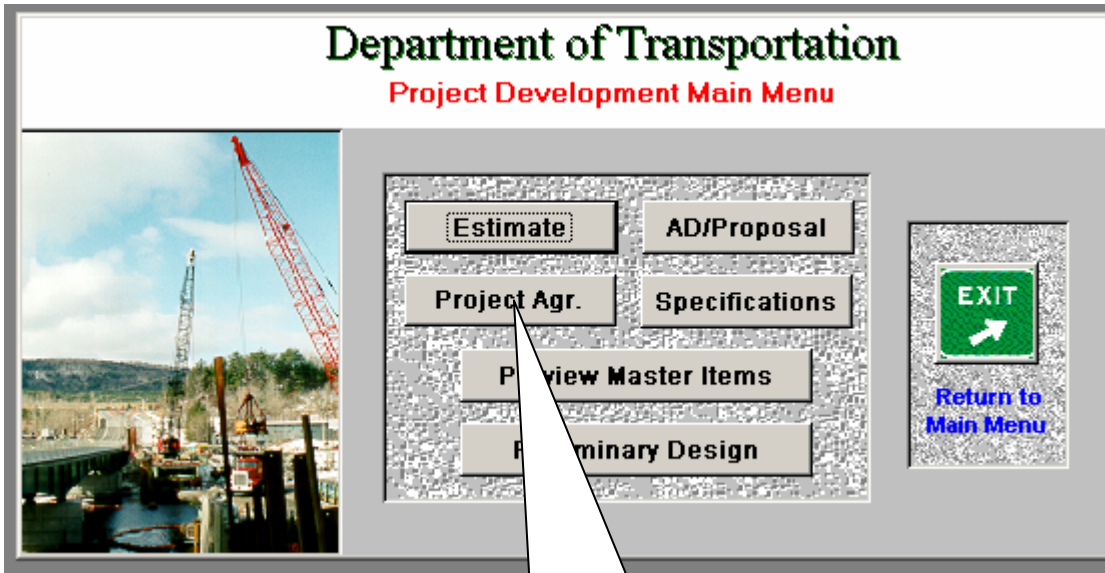 Department of Transportation
Project Development Main Menu
Estimate
AD/Proposal
Project Agr.
Specifications
Master Items
Design
EXIT
Return to
Main Menu